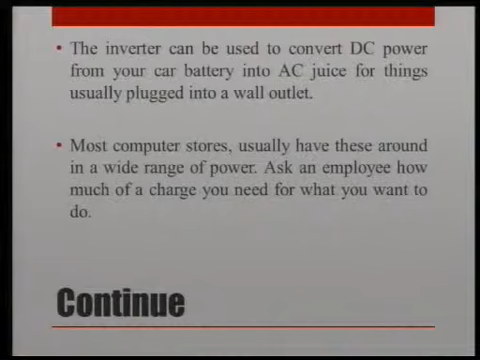 • The inverter can be used to convert DC power
from your car battery into AC juice for things
usually plugged into a wall outlet.
• Most computer stores, usually have these around
in a wide range of power. Ask an employee how
much of a charge you need for what you want to
do.
Continue